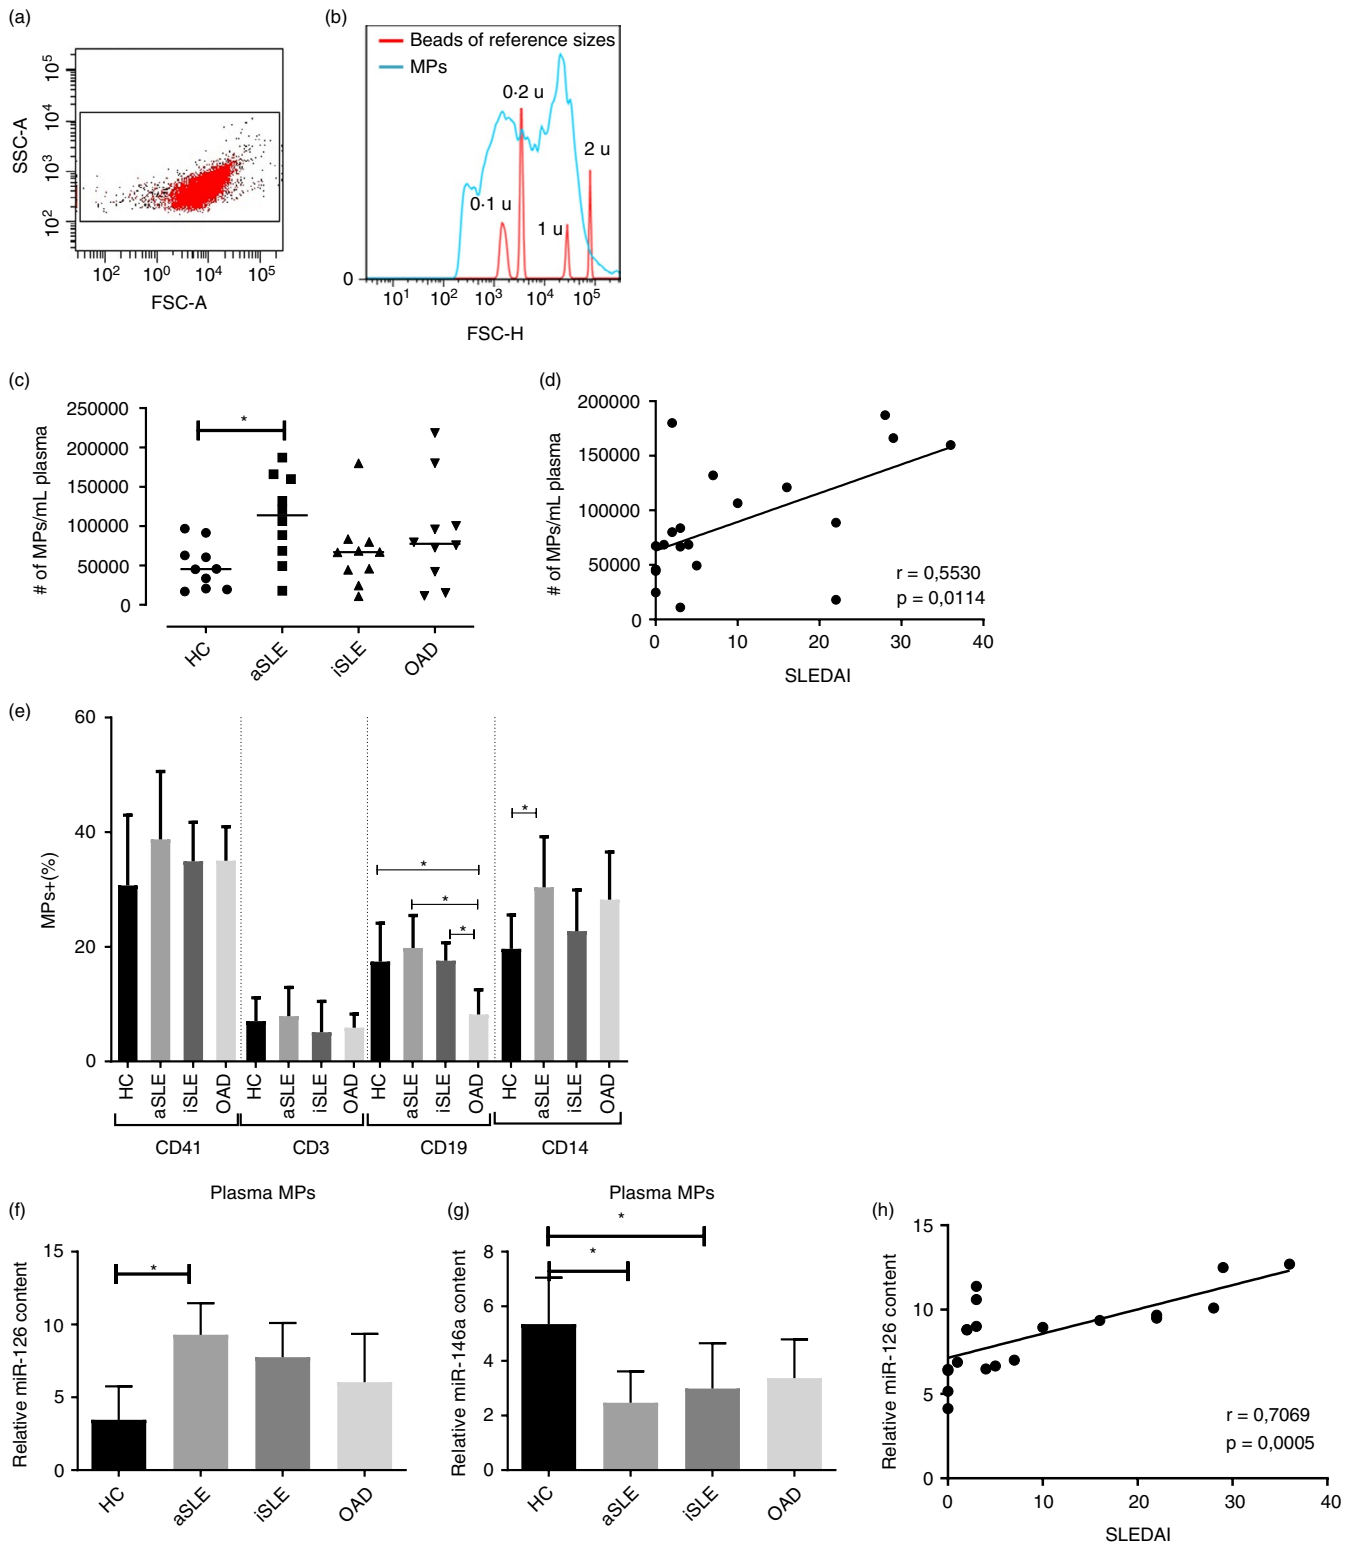 (a)
SSC-A
10⁵
10⁴
10³
10²
10² 10⁰ 10⁴ 10⁵
FSC-A
(b)
Beads of reference sizes
MPs
0·2 u
2 u
0·1 u
1 u
0
10¹ 10² 10³ 10⁴ 10⁵
FSC-H
(c)
# of MPs/mL plasma
250000
200000
150000
100000
50000
0
*
HC aSLE iSLE OAD
(d)
# of MPs/mL plasma
200000
150000
100000
50000
0
r = 0,5530
p = 0,0114
0 10 20 30 40
SLEDAI
(e)
MPs+(%)
60
40
20
0
*
*
*
*
HC aSLE iSLE OAD HC aSLE iSLE OAD HC aSLE iSLE OAD HC aSLE iSLE OAD
CD41 CD3 CD19 CD14
(f)
Plasma MPs
Relative miR-126 content
15
10
5
0
*
HC aSLE iSLE OAD
(g)
Plasma MPs
Relative miR-146a content
8
6
4
2
0
*
*
HC aSLE iSLE OAD
(h)
Relative miR-126 content
15
10
5
0
r = 0,7069
p = 0,0005
0 10 20 30 40
SLEDAI